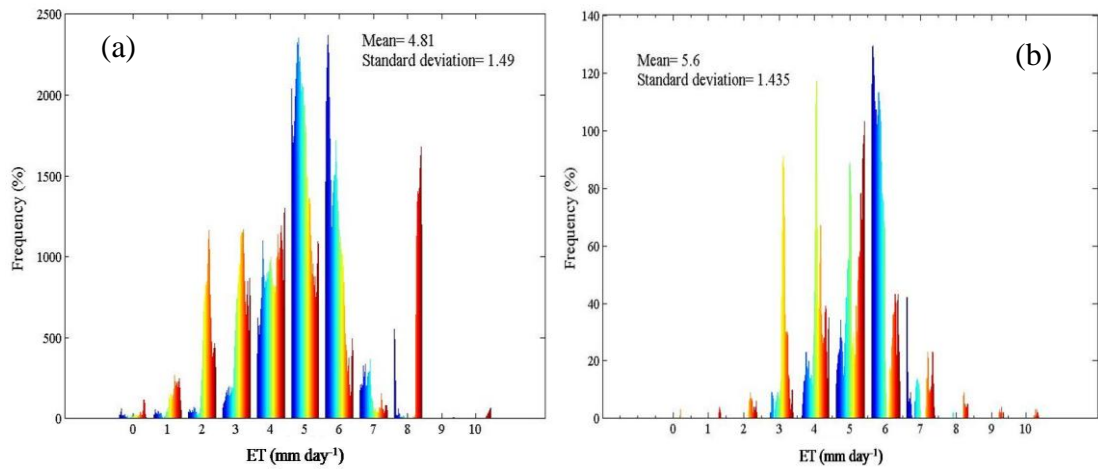 (a)
Mean= 4.81
Standard deviation= 1.49
Frequency (%)
2500
2000
1500
1000
500
0
0 1 2 3 4 5 6 7 8 9 10
ET (mm day⁻¹)
(b)
Mean= 5.6
Standard deviation= 1.435
Frequency (%)
140
120
100
80
60
40
20
0
0 1 2 3 4 5 6 7 8 9 10
ET (mm day⁻¹)